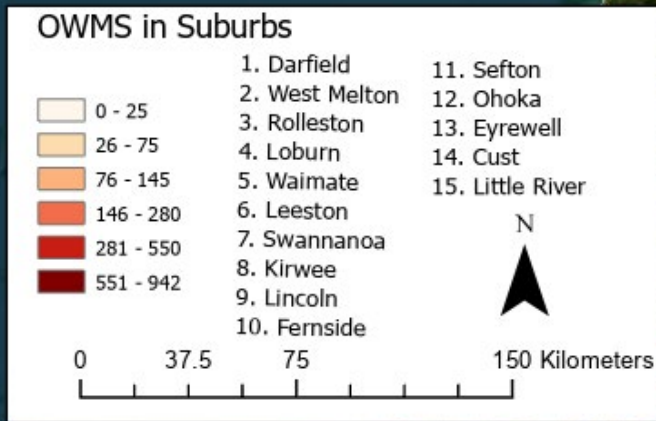 OWMS in Suburbs
0 - 25
26 - 75
76 - 145
146 - 280
281 - 550
551 - 942
1. Darfield
2. West Melton
3. Rolleston
4. Loburn
5. Waimate
6. Leeston
7. Swannanoa
8. Kirwee
9. Lincoln
10. Fernside
11. Sefton
12. Ohoka
13. Eyrewell
14. Cust
15. Little River
N
0 37.5 75 150 Kilometers